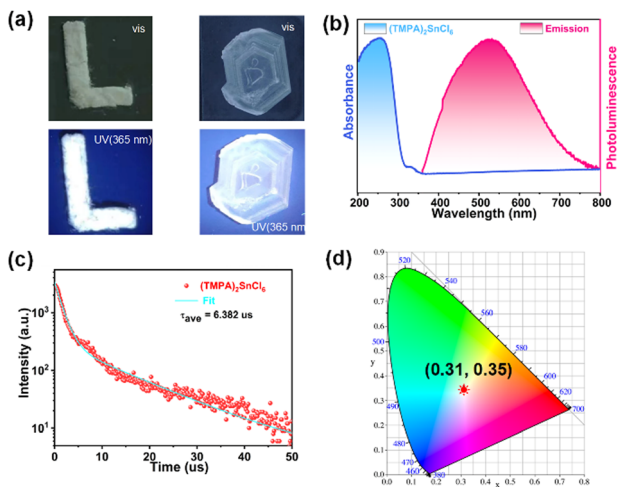 (a)
vis
vis
UV(365 nm)
UV(365 nm)
(b)
(TMPA)₂SnCl₆
Emission
Absorbance
Photoluminescence
200 300 400 500 600 700 800
Wavelength (nm)
(c)
(TMPA)₂SnCl₆
Fit
τave = 6.382 us
Intensity (a.u.)
10³
10²
10¹
0 10 20 30 40 50
Time (us)
(d)
0.9
0.8
0.7
0.6
0.5
0.4
0.3
0.2
0.1
0.0
y
520
540
560
500
580
(0.31, 0.35)
600
620
490
700
480
470
460
380
0.0 0.1 0.2 0.3 0.4 0.5 0.6 0.7 0.8
x